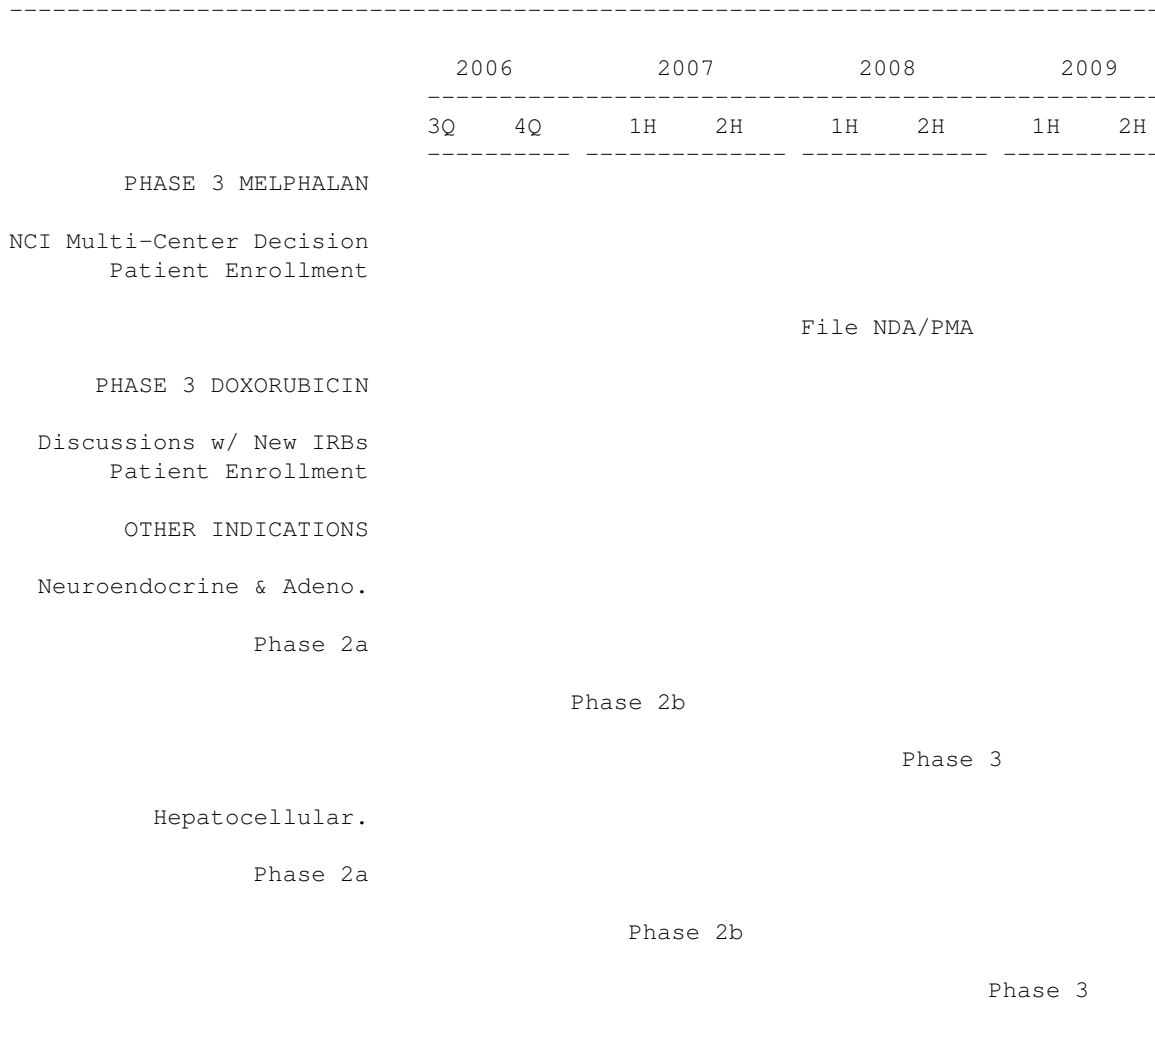 --------------------------------------------------------------------------------
2006 2007 2008 2009
---------------------------------------------------
3Q 4Q 1H 2H 1H 2H 1H 2H
---------- -------------- ------------- -----------
PHASE 3 MELPHALAN
NCI Multi-Center Decision
Patient Enrollment
File NDA/PMA
PHASE 3 DOXORUBICIN
Discussions w/ New IRBs
Patient Enrollment
OTHER INDICATIONS
Neuroendocrine & Adeno.
Phase 2a
Phase 2b
Phase 3
Hepatocellular.
Phase 2a
Phase 2b
Phase 3